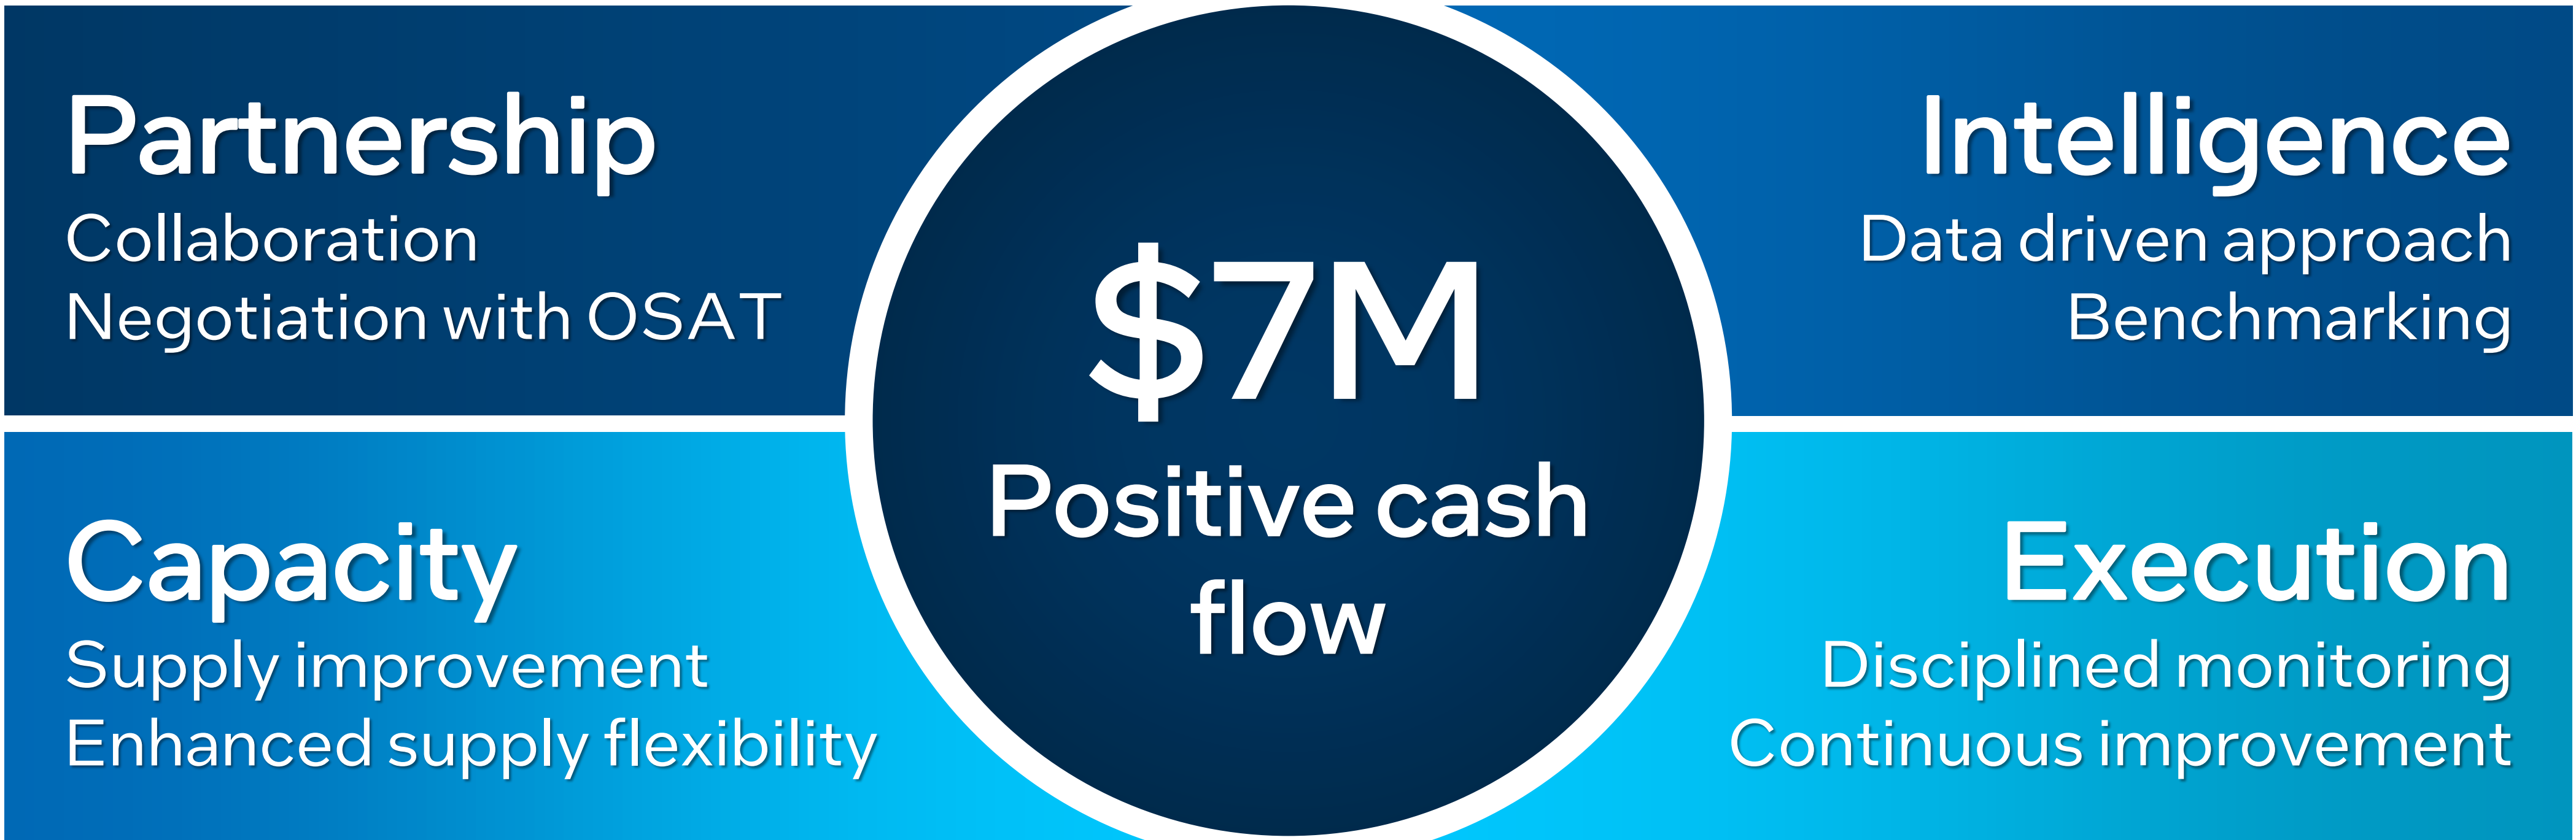 Partnership
Collaboration
Negotiation with OSAT
Intelligence
Data driven approach
Benchmarking
$7M
Positive cash
flow
Capacity
Supply improvement
Enhanced supply flexibility
Execution
Disciplined monitoring
Continuous improvement